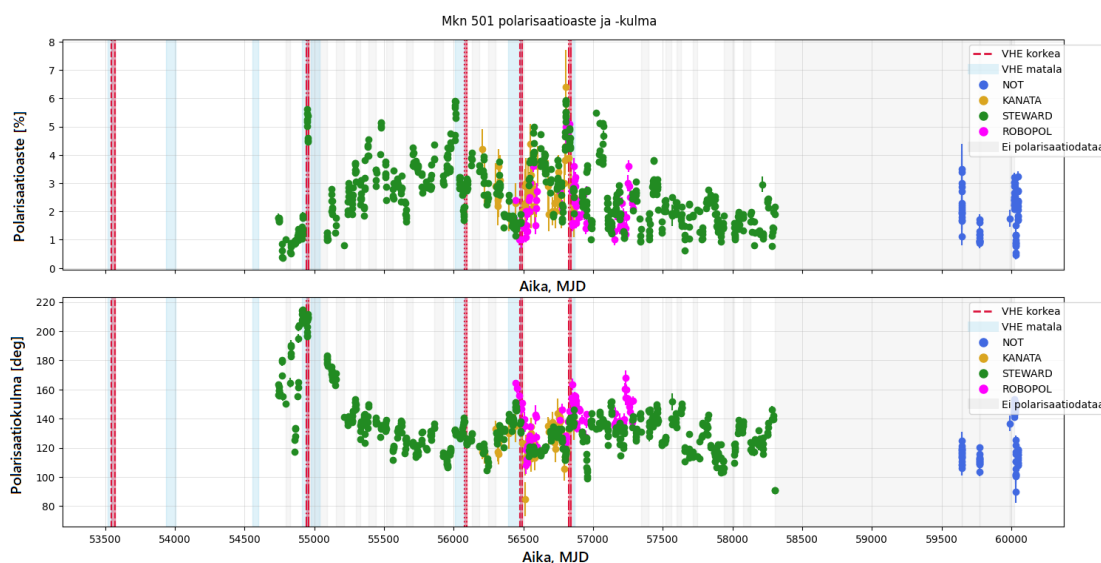 Mkn 501 polarisaatioaste ja -kulma
8
7
6
5
4
3
2
1
0
Polarisaatioaste [%]
VHE korkea
VHE matala
NOT
KANATA
STEWARD
ROBOPOL
Ei polarisaatiodataa
Aika, MJD
220
200
180
160
140
120
100
80
Polarisaatiokulma [deg]
VHE korkea
VHE matala
NOT
KANATA
STEWARD
ROBOPOL
Ei polarisaatiodataa
53500 54000 54500 55000 55500 56000 56500 57000 57500 58000 58500 59000 59500 60000
Aika, MJD